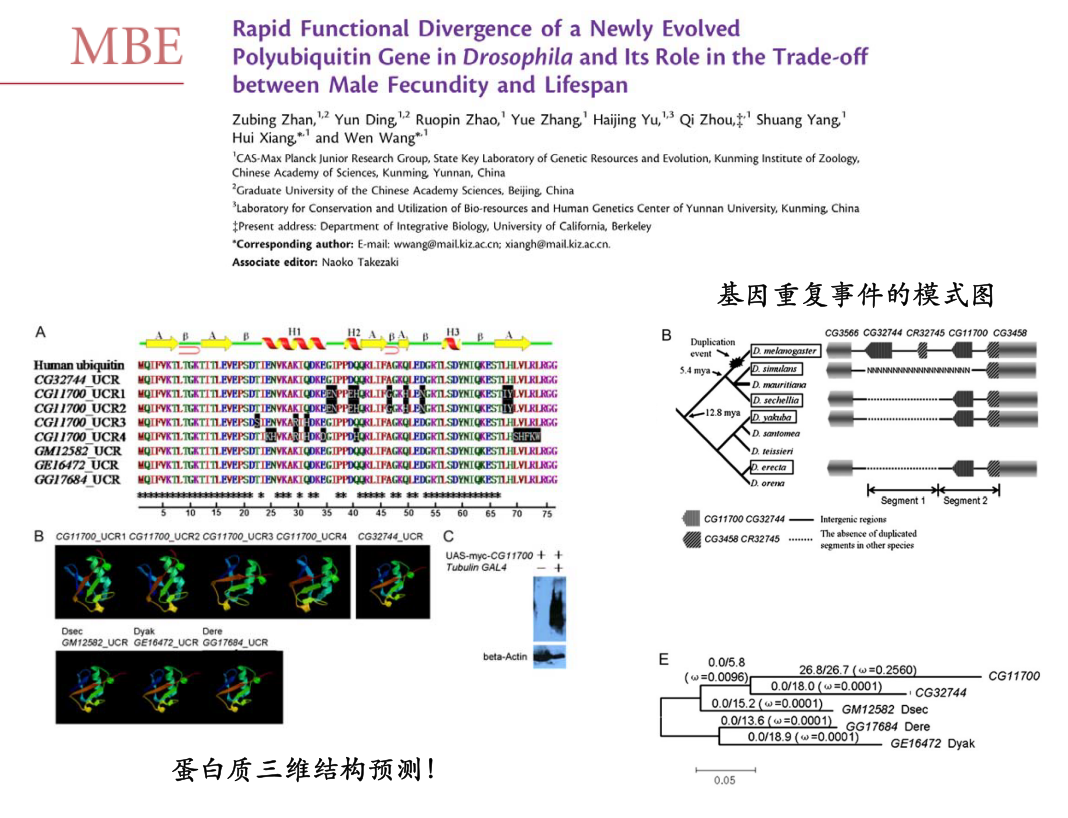 MBE
Rapid Functional Divergence of a Newly Evolved
Polyubiquitin Gene in Drosophila and Its Role in the Trade-off
between Male Fecundity and Lifespan
Zubing Zhan,1,2 Yun Ding,1,2 Ruopin Zhao,1 Yue Zhang,1 Haijing Yu,1,3 Qi Zhou,‡,1 Shuang Yang,1
Hui Xiang,*,1 and Wen Wang*,1
1CAS-Max Planck Junior Research Group, State Key Laboratory of Genetic Resources and Evolution, Kunming Institute of Zoology,
Chinese Academy of Sciences, Kunming, Yunnan, China
2Graduate University of the Chinese Academy Sciences, Beijing, China
3Laboratory for Conservation and Utilization of Bio-resources and Human Genetics Center of Yunnan University, Kunming, China
‡Present address: Department of Integrative Biology, University of California, Berkeley
*Corresponding author: E-mail: wwang@mail.kiz.ac.cn; xiangh@mail.kiz.ac.cn.
Associate editor: Naoko Takezaki
基因重复事件的模式图
A
A β A β H1 H2 A β A β H3 β A
Human ubiquitin
CG32744_UCR
CG11700_UCR1
CG11700_UCR2
CG11700_UCR3
CG11700_UCR4
GM12582_UCR
GE16472_UCR
GG17684_UCR
5 10 15 20 25 30 35 40 45 50 55 60 65 70 75
B CG11700_UCR1 CG11700_UCR2 CG11700_UCR3 CG11700_UCR4 CG32744_UCR
Dsec Dyak Dere
GM12582_UCR GE16472_UCR GG17684_UCR
C
UAS-myc-CG11700 + +
Tubulin GAL4 − +
beta-Actin
蛋白质三维结构预测!
B
CG3566 CG32744 CR32745 CG11700 CG3458
Duplication
event
5.4 mya
12.8 mya
D. melanogaster
D. simulans
NNNNNNNNNNNNNNNNNNNN
D. mauritiana
D. sechellia
D. yakuba
D. santomea
D. teissieri
D. erecta
D. orena
Segment 1 Segment 2
CG11700 CG32744 Intergenic regions
CG3458 CR32745 The absence of duplicated
segments in other species
E
0.0/5.8
(ω=0.0096)
26.8/26.7 (ω=0.2560) CG11700
0.0/18.0 (ω=0.0001) CG32744
0.0/15.2 (ω=0.0001) GM12582 Dsec
0.0/13.6 (ω=0.0001) GG17684 Dere
0.0/18.9 (ω=0.0001) GE16472 Dyak
0.05